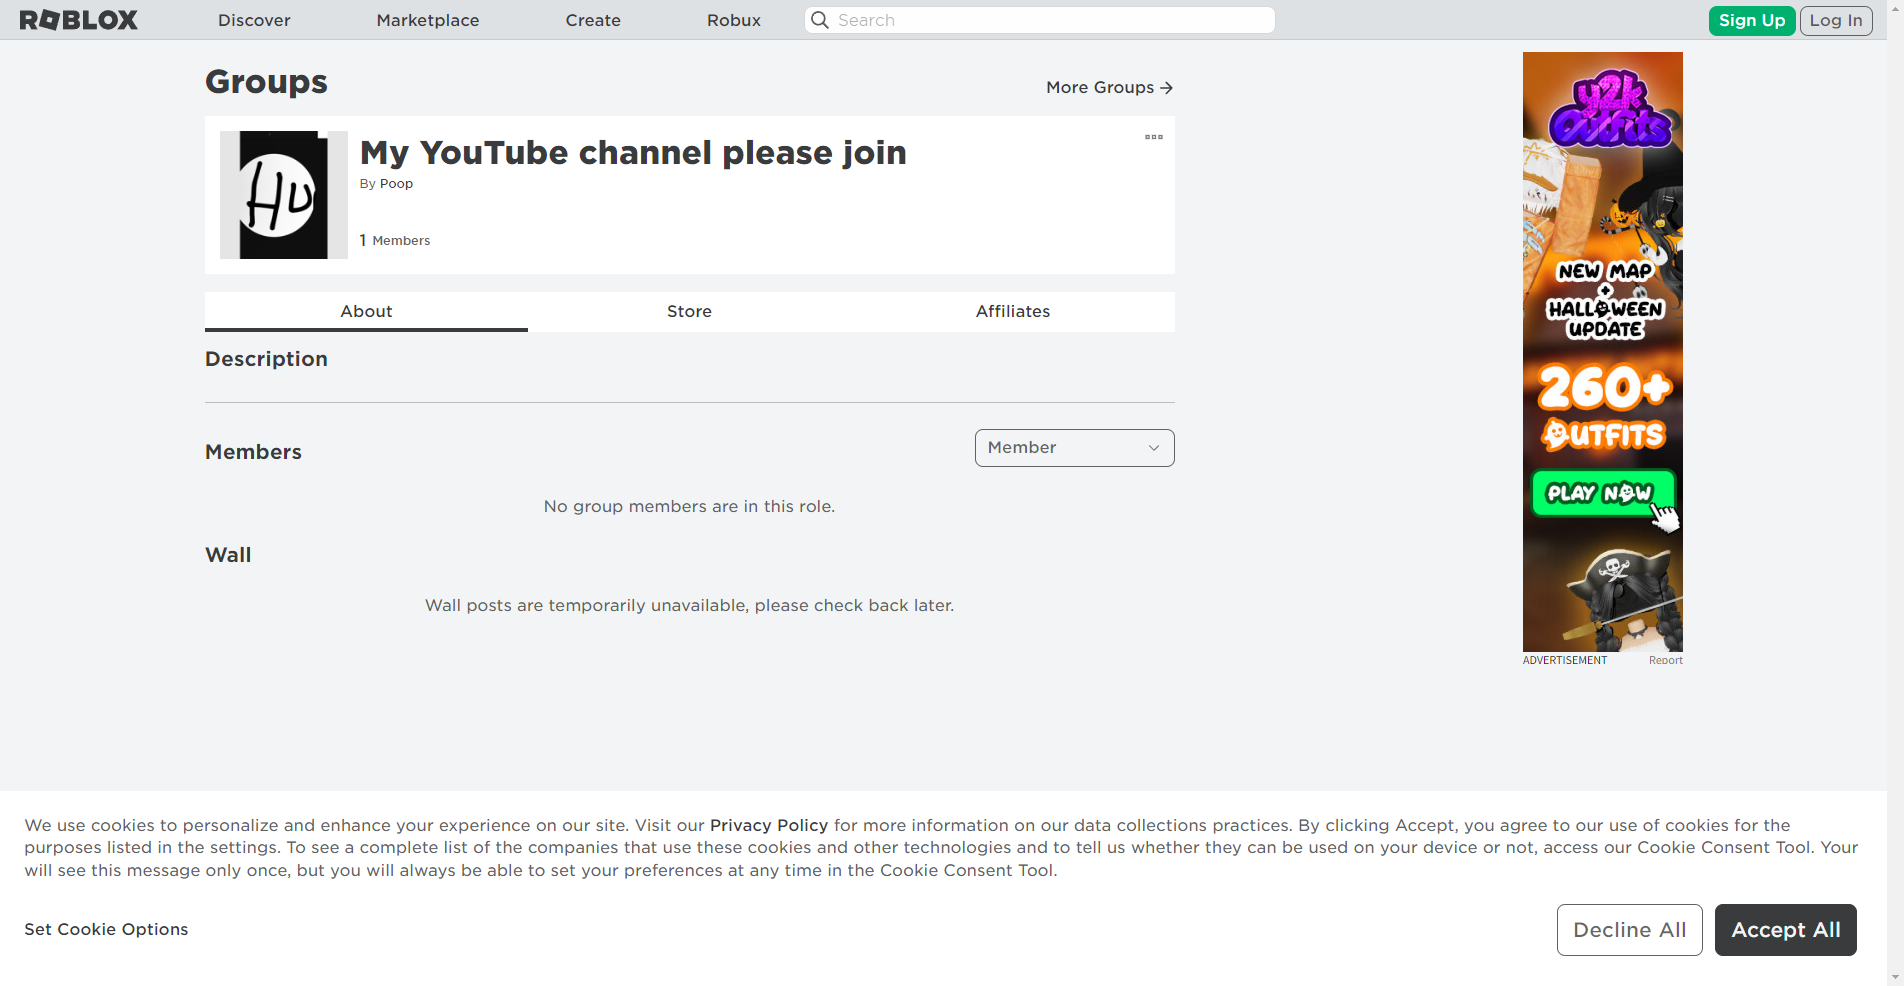 ROBLOX
Discover
Marketplace
Create
Robux
Search
Sign Up
Log In
Groups
More Groups →
HU
My YouTube channel please join
By Poop
1 Members
About
Store
Affiliates
Description
Members
Member
No group members are in this role.
Wall
Wall posts are temporarily unavailable, please check back later.
y2k
Outfits
NEW MAP
+
HALLOWEEN
UPDATE
260+
OUTFITS
PLAY NOW
ADVERTISEMENT
Report
We use cookies to personalize and enhance your experience on our site. Visit our Privacy Policy for more information on our data collections practices. By clicking Accept, you agree to our use of cookies for the
purposes listed in the settings. To see a complete list of the companies that use these cookies and other technologies and to tell us whether they can be used on your device or not, access our Cookie Consent Tool. Your
will see this message only once, but you will always be able to set your preferences at any time in the Cookie Consent Tool.
Set Cookie Options
Decline All
Accept All